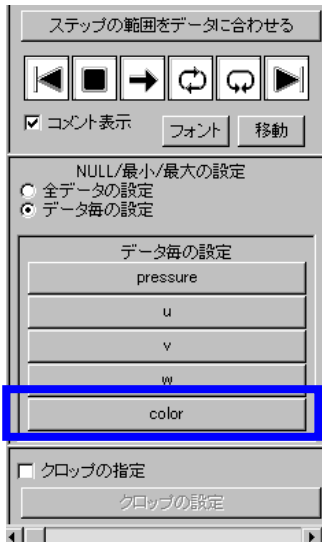 ステップの範囲をデータに合わせる
コメント表示 フォント 移動
NULL/最小/最大の設定
全データの設定
データ毎の設定
データ毎の設定
pressure
u
v
w
color
クロップの指定
クロップの設定